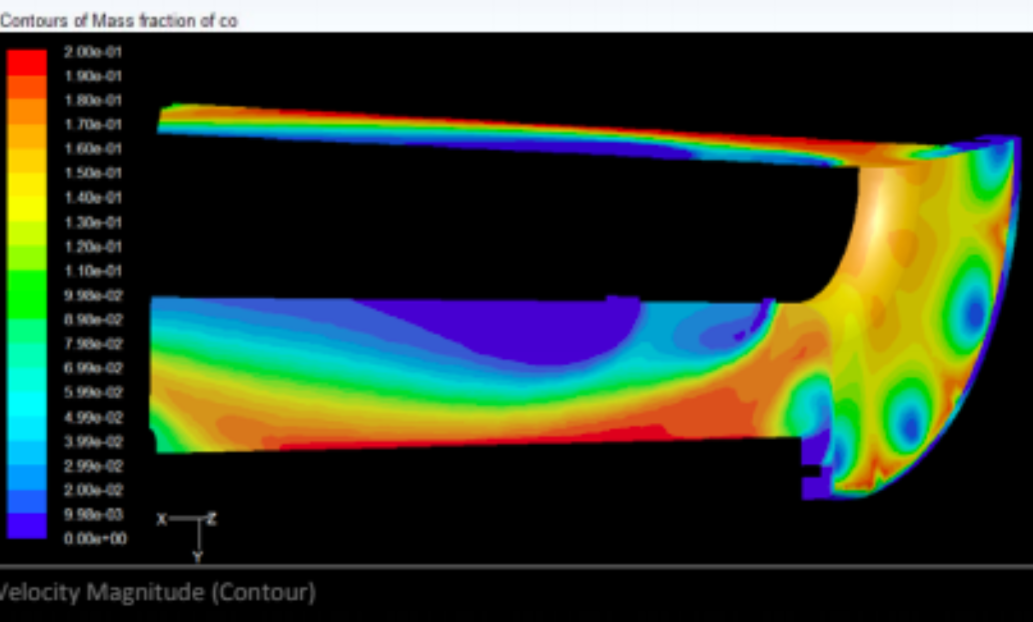 Contours of Mass fraction of co
2.00e-01
1.90e-01
1.80e-01
1.70e-01
1.60e-01
1.50e-01
1.40e-01
1.30e-01
1.20e-01
1.10e-01
9.98e-02
8.98e-02
7.98e-02
6.99e-02
5.99e-02
4.99e-02
3.99e-02
2.99e-02
2.00e-02
9.98e-03
0.00e+00
X Z
Y
Velocity Magnitude (Contour)